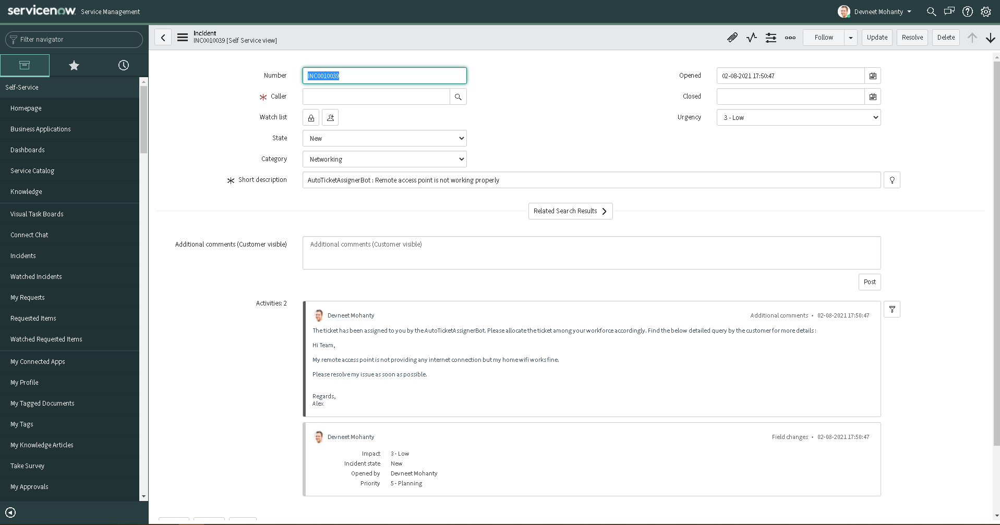 servicenow Service Management
Devneet Mohanty
Filter navigator
Self-Service
Homepage
Business Applications
Dashboards
Service Catalog
Knowledge
Visual Task Boards
Connect Chat
Incidents
Watched Incidents
My Requests
Requested Items
Watched Requested Items
My Connected Apps
My Profile
My Tagged Documents
My Tags
My Knowledge Articles
Take Survey
My Approvals
Incident
INC0010039 [Self Service view]
Follow
Update
Resolve
Delete
Number INC0010039
Caller
Watch list
State New
Category Networking
Opened 02-08-2021 17:50:47
Closed
Urgency 3 - Low
Short description AutoTicketAssignerBot : Remote access point is not working properly
Related Search Results
Additional comments (Customer visible) Additional comments (Customer visible)
Post
Activities: 2
Devneet Mohanty Additional comments • 02-08-2021 17:50:47
The ticket has been assigned to you by the AutoTicketAssignerBot. Please allocate the ticket among your workforce accordingly. Find the below detailed query by the customer for more details :
Hi Team,
My remote access point is not providing any internet connection but my home wifi works fine.
Please resolve my issue as soon as possible.
Regards,
Alex
Devneet Mohanty Field changes • 02-08-2021 17:50:47
Impact 3 - Low
Incident state New
Opened by Devneet Mohanty
Priority 5 - Planning